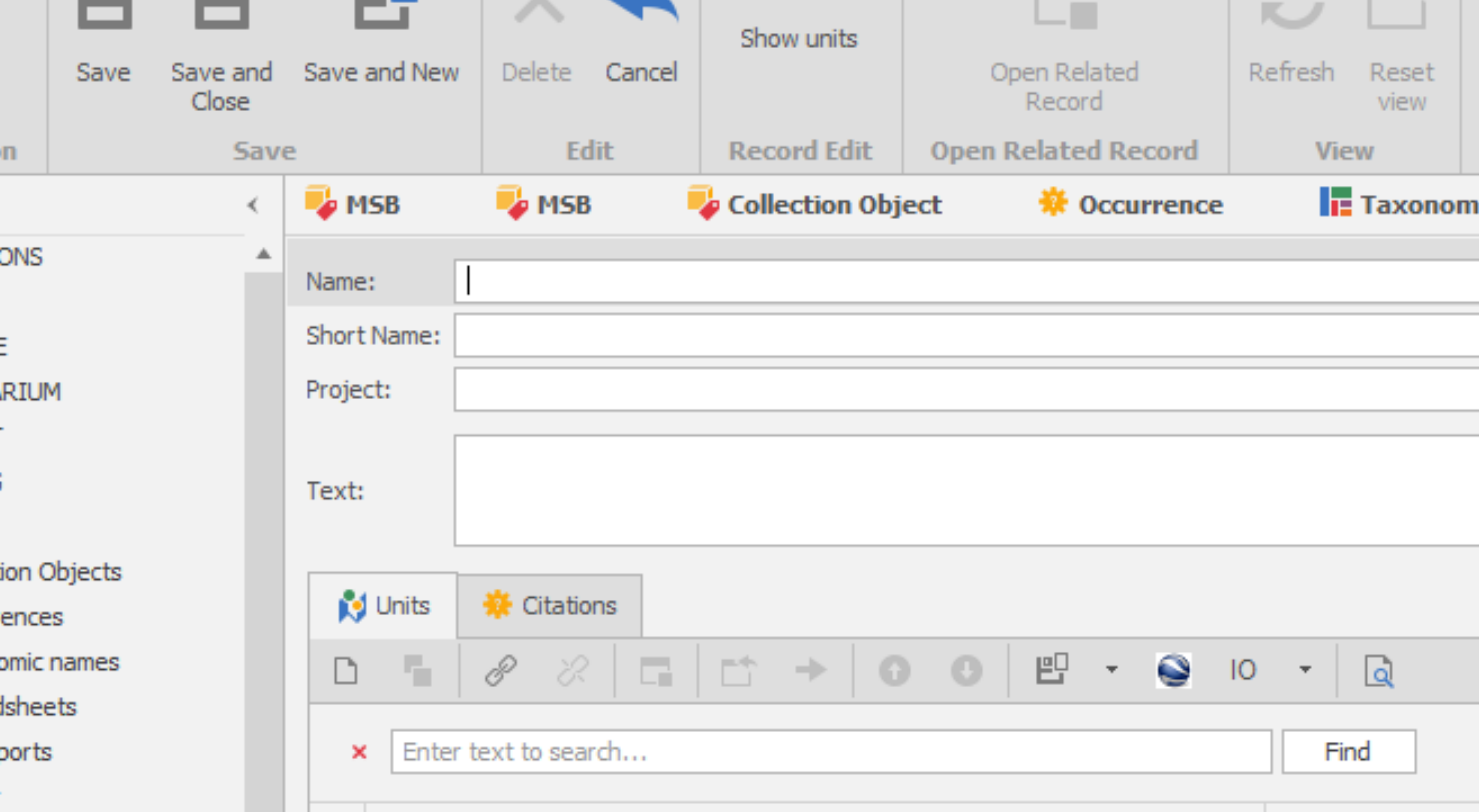 Show units
Save Save and Close Save and New Delete Cancel Open Related Record Refresh Reset view
Save Edit Record Edit Open Related Record View
MSB MSB Collection Object Occurrence
Name:
Short Name:
Project:
Text:
Units Citations
IO
Enter text to search... Find
ONS
ARIUM
ion Objects
ences
omic names
dsheets
ports